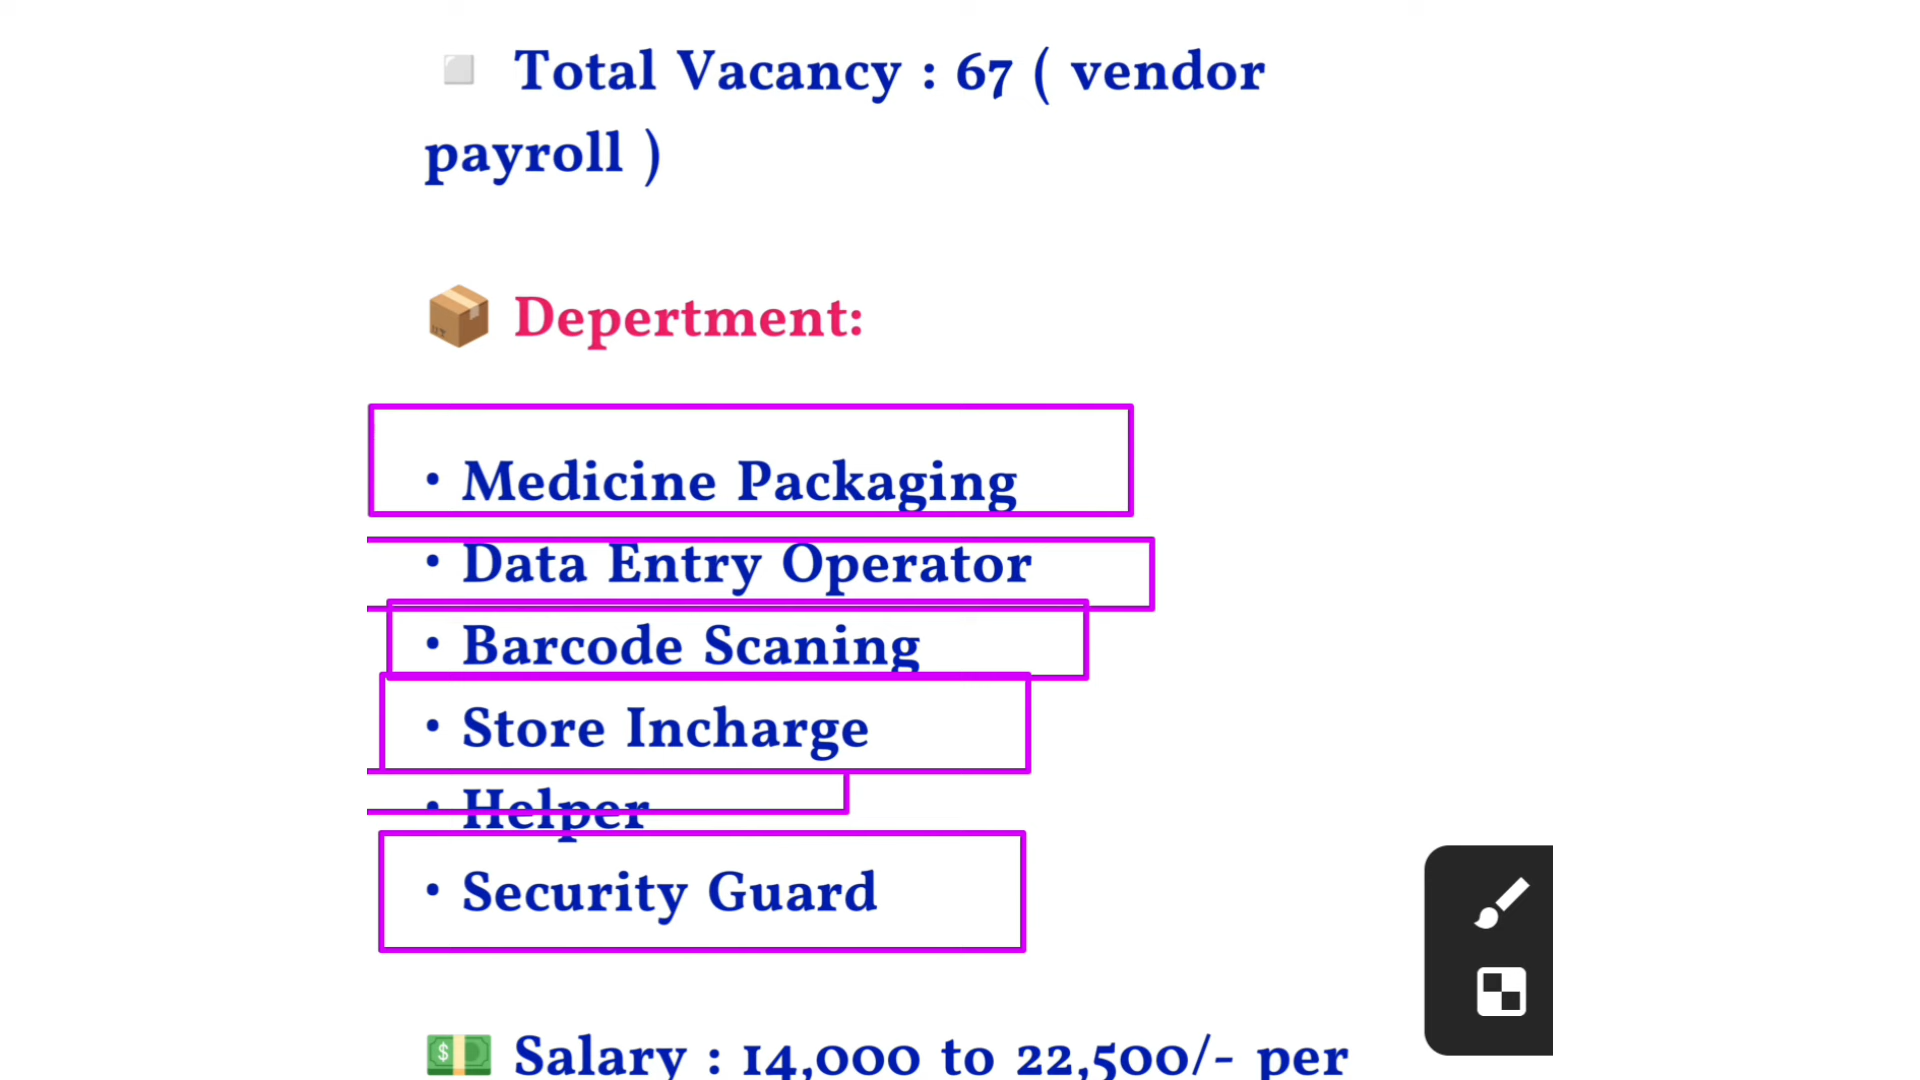 ◻️ Total Vacancy : 67 ( vendor
payroll )
📦 Depertment:
• Medicine Packaging
• Data Entry Operator
• Barcode Scaning
• Store Incharge
• Helper
• Security Guard
💵 Salary : 14,000 to 22,500/- per